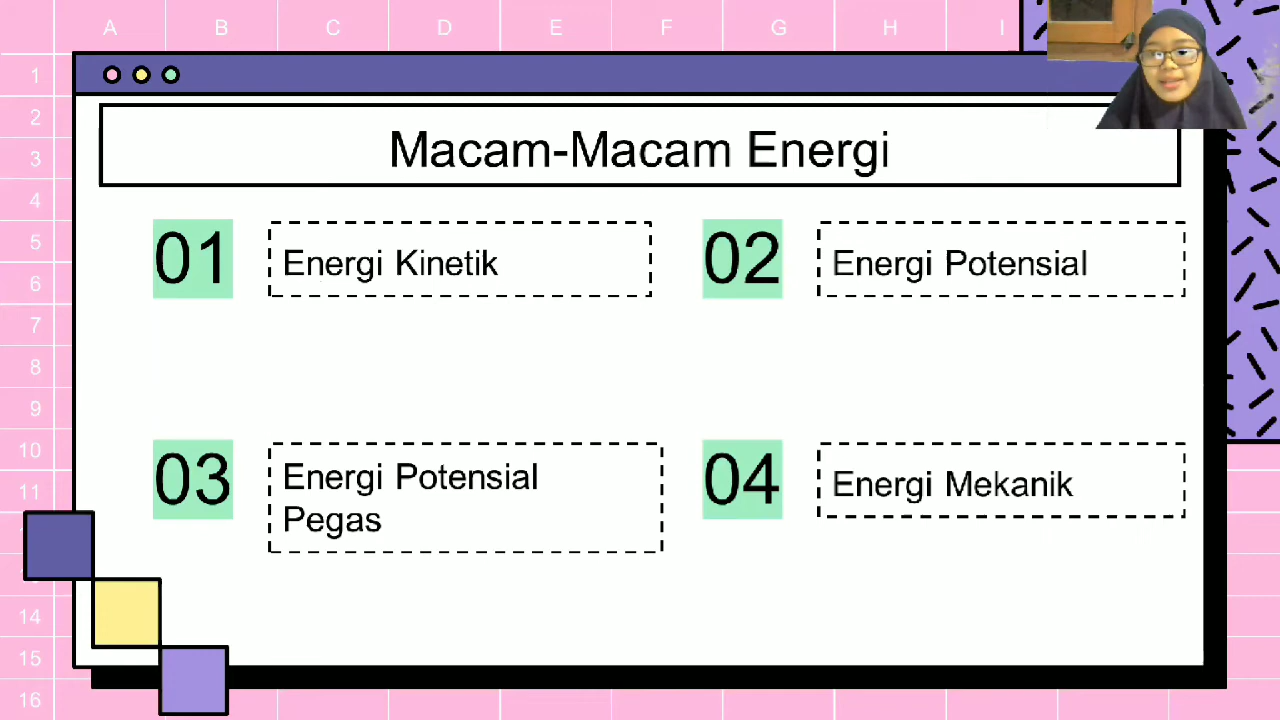 A B C D E F G H I
1
2
3
4
5
6
7
8
9
10
11
14
15
16
Macam-Macam Energi
01 Energi Kinetik
02 Energi Potensial
03 Energi Potensial
Pegas
04 Energi Mekanik